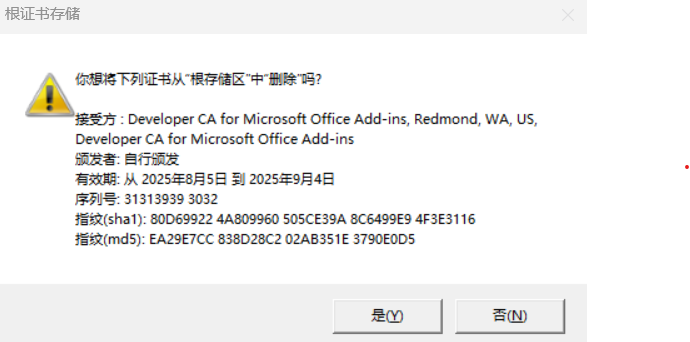 根证书存储
你想将下列证书从"根存储区"中"删除"吗?
接受方 : Developer CA for Microsoft Office Add-ins, Redmond, WA, US,
Developer CA for Microsoft Office Add-ins
颁发者: 自行颁发
有效期: 从 2025年8月5日 到 2025年9月4日
序列号: 31313939 3032
指纹(sha1): 80D69922 4A809960 505CE39A 8C6499E9 4F3E3116
指纹(md5): EA29E7CC 838D28C2 02AB351E 3790E0D5
是(Y) 否(N)